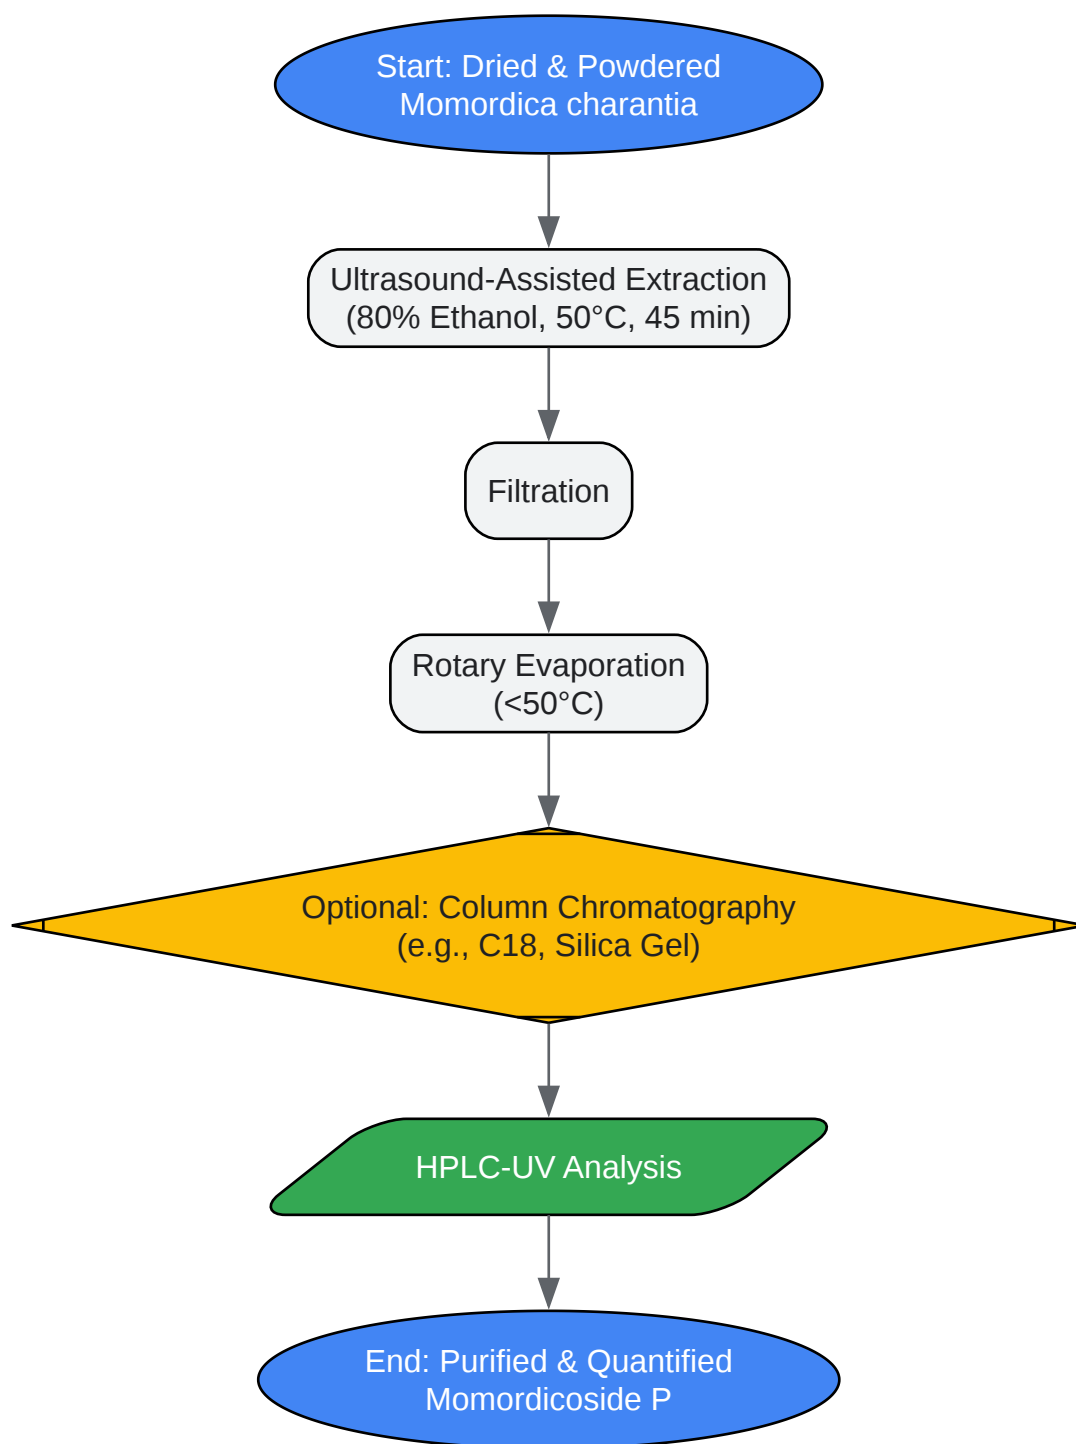 Start: Dried & Powdered
Momordica charantia
Ultrasound-Assisted Extraction
(80% Ethanol, 50°C, 45 min)
Filtration
Rotary Evaporation
(<50°C)
Optional: Column Chromatography
(e.g., C18, Silica Gel)
HPLC-UV Analysis
End: Purified & Quantified
Momordicoside P